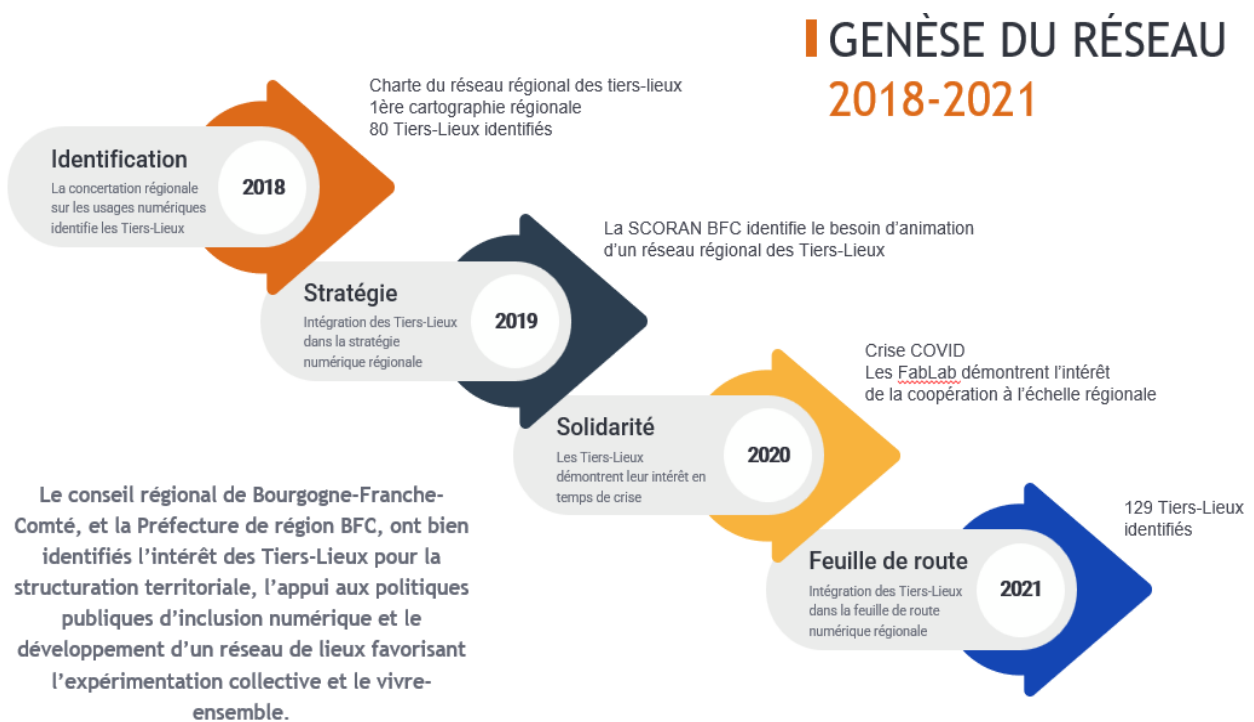 GENÈSE DU RÉSEAU
2018-2021
Charte du réseau régional des tiers-lieux
1ère cartographie régionale
80 Tiers-Lieux identifiés
Identification
La concertation régionale
sur les usages numériques
identifie les Tiers-Lieux
2018
La SCORAN BFC identifie le besoin d’animation
d’un réseau régional des Tiers-Lieux
Stratégie
Intégration des Tiers-Lieux
dans la stratégie
numérique régionale
2019
Crise COVID
Les FabLab démontrent l’intérêt
de la coopération à l’échelle régionale
Solidarité
Les Tiers-Lieux
démontrent leur intérêt en
temps de crise
2020
129 Tiers-Lieux
identifiés
Feuille de route
Intégration des Tiers-Lieux
dans la feuille de route
numérique régionale
2021
Le conseil régional de Bourgogne-Franche-
Comté, et la Préfecture de région BFC, ont bien
identifiés l’intérêt des Tiers-Lieux pour la
structuration territoriale, l’appui aux politiques
publiques d’inclusion numérique et le
développement d’un réseau de lieux favorisant
l’expérimentation collective et le vivre-
ensemble.